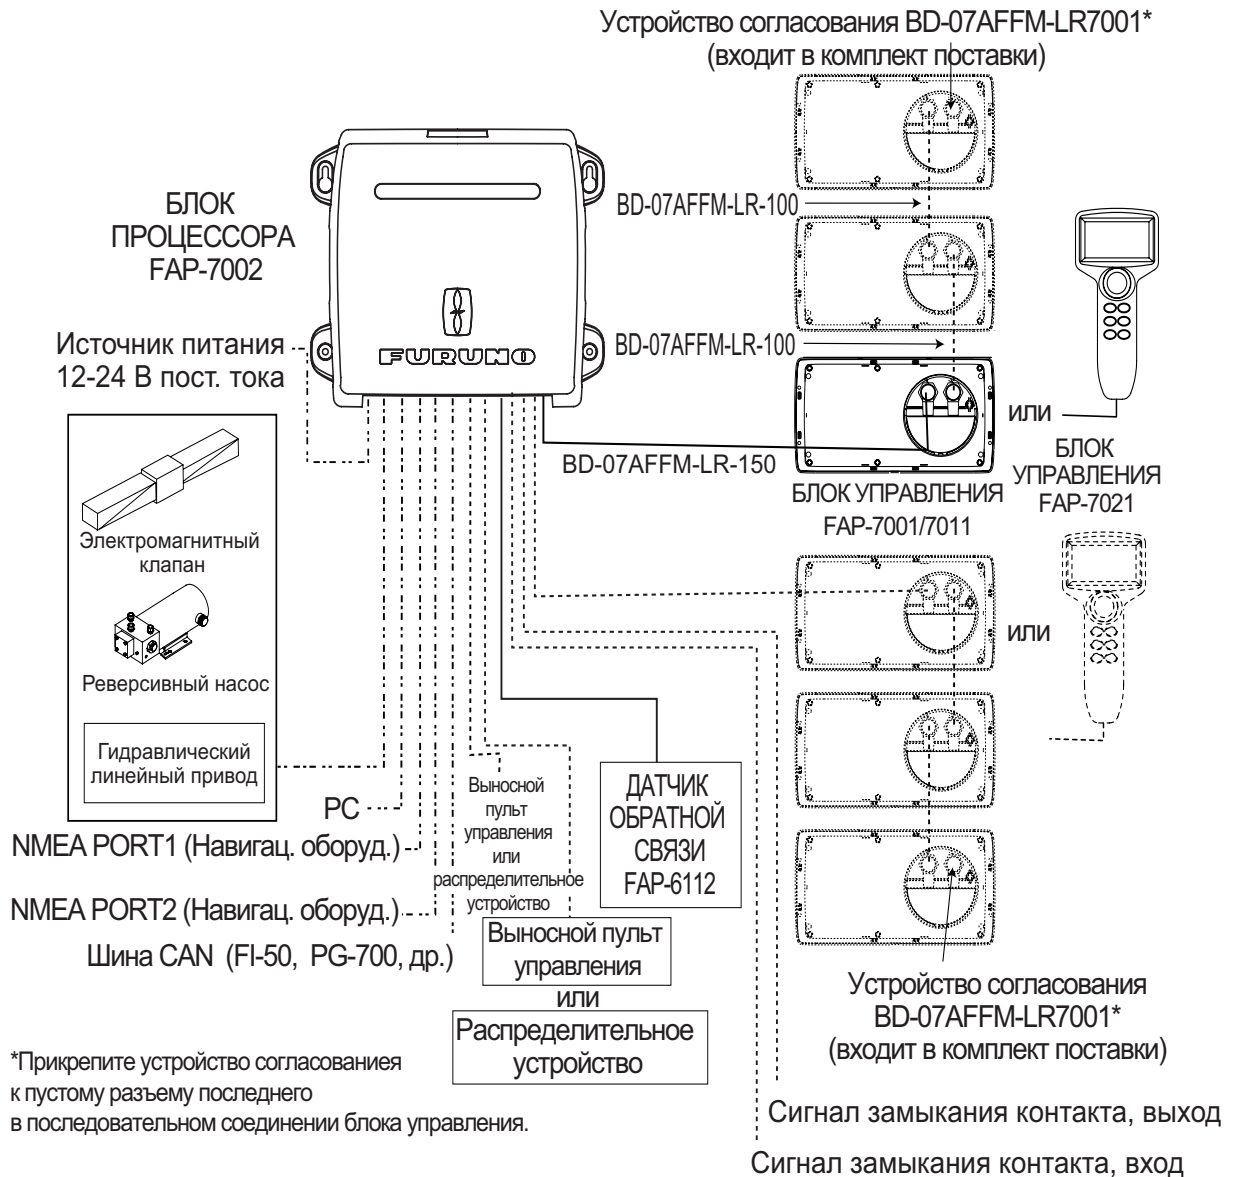 Устройство согласования BD-07AFFM-LR7001*
(входит в комплект поставки)
БЛОК
ПРОЦЕССОРА
FAP-7002
BD-07AFFM-LR-100
Источник питания
12-24 В пост. тока
FURUNO
BD-07AFFM-LR-100
или
BD-07AFFM-LR-150
БЛОК УПРАВЛЕНИЯ
FAP-7001/7011
БЛОК
УПРАВЛЕНИЯ
FAP-7021
Электромагнитный
клапан
Реверсивный насос
Гидравлический
линейный привод
или
PC
NMEA PORT1 (Навигац. оборуд.)
NMEA PORT2 (Навигац. оборуд.)
Шина CAN (FI-50, PG-700, др.)
Выносной
пульт
управления
или
распределительное
устройство
ДАТЧИК
ОБРАТНОЙ
СВЯЗИ
FAP-6112
Выносной пульт
управления
или
Распределительное
устройство
Устройство согласования
BD-07AFFM-LR7001*
(входит в комплект поставки)
*Прикрепите устройство согласованиея
к пустому разъему последнего
в последовательном соединении блока управления.
Сигнал замыкания контакта, выход
Сигнал замыкания контакта, вход